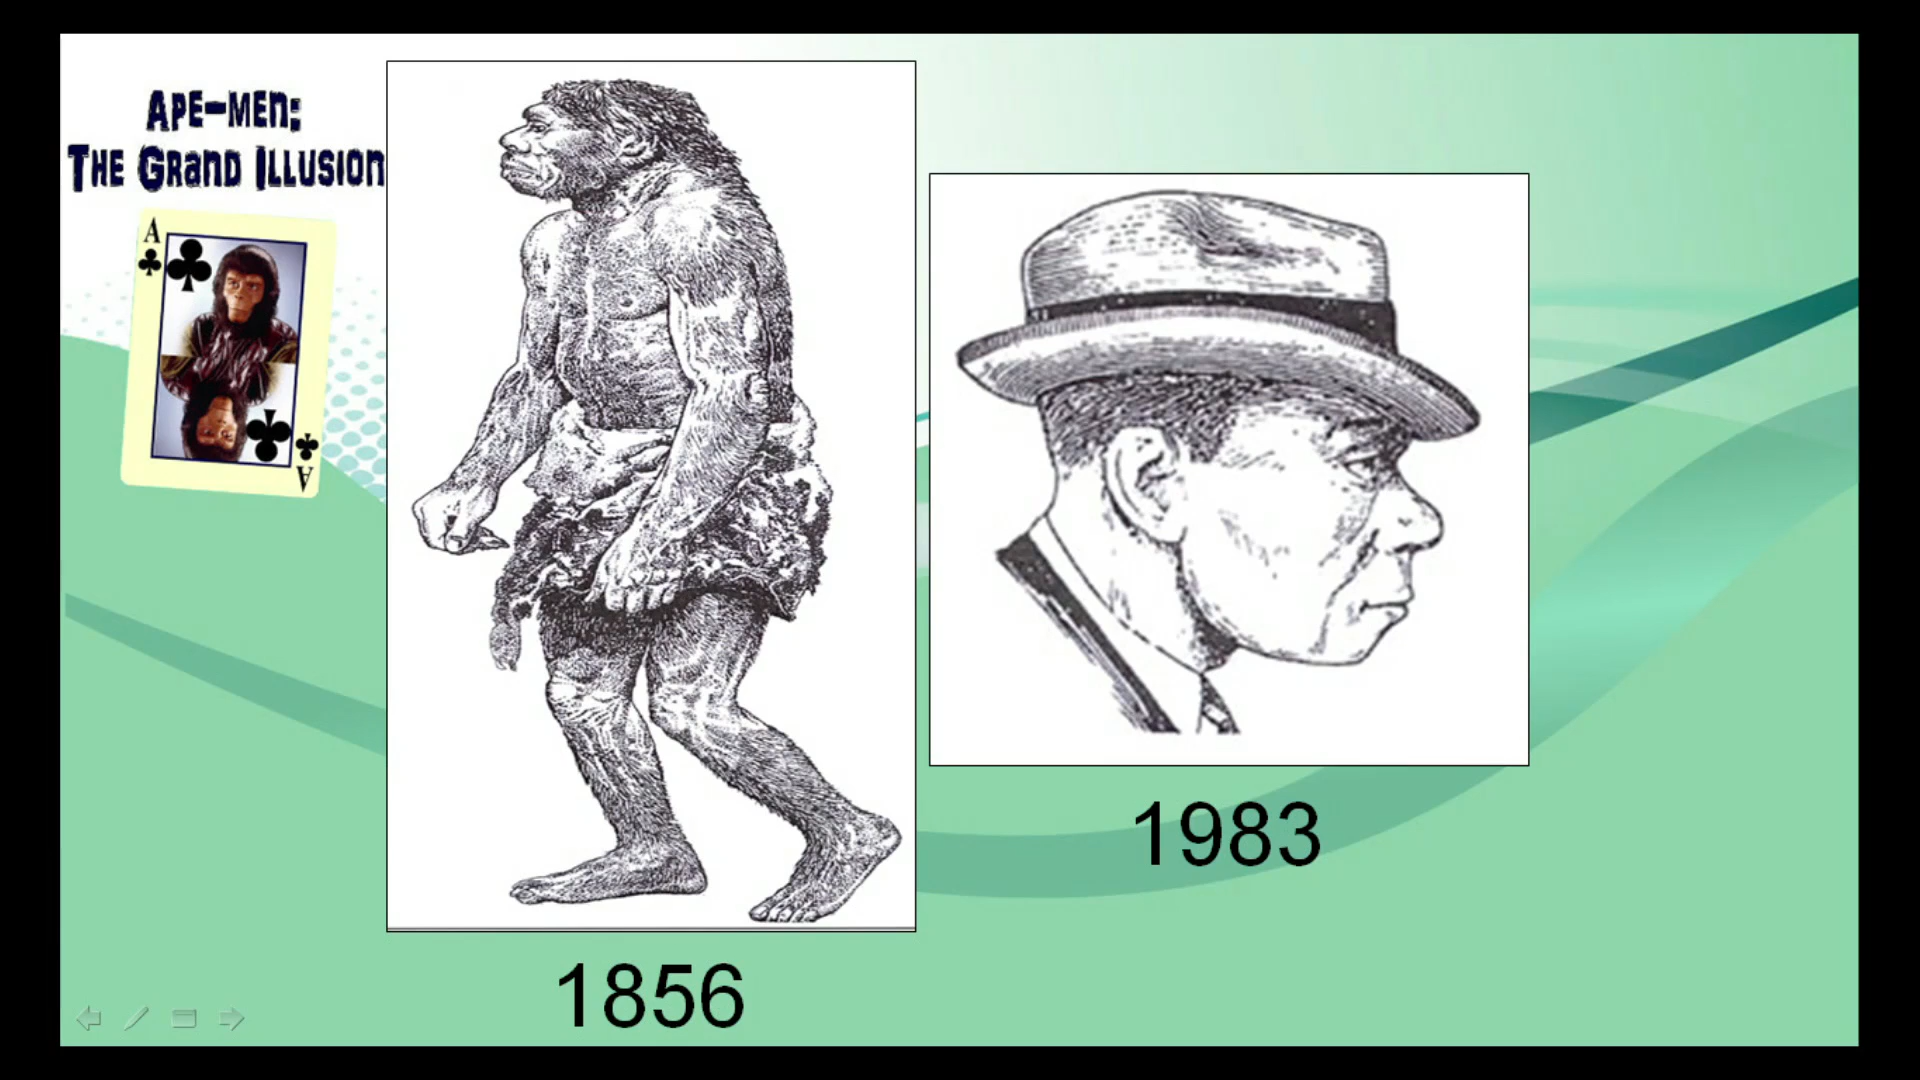 Ape-men:
The Grand Illusion
A
A
1856
1983